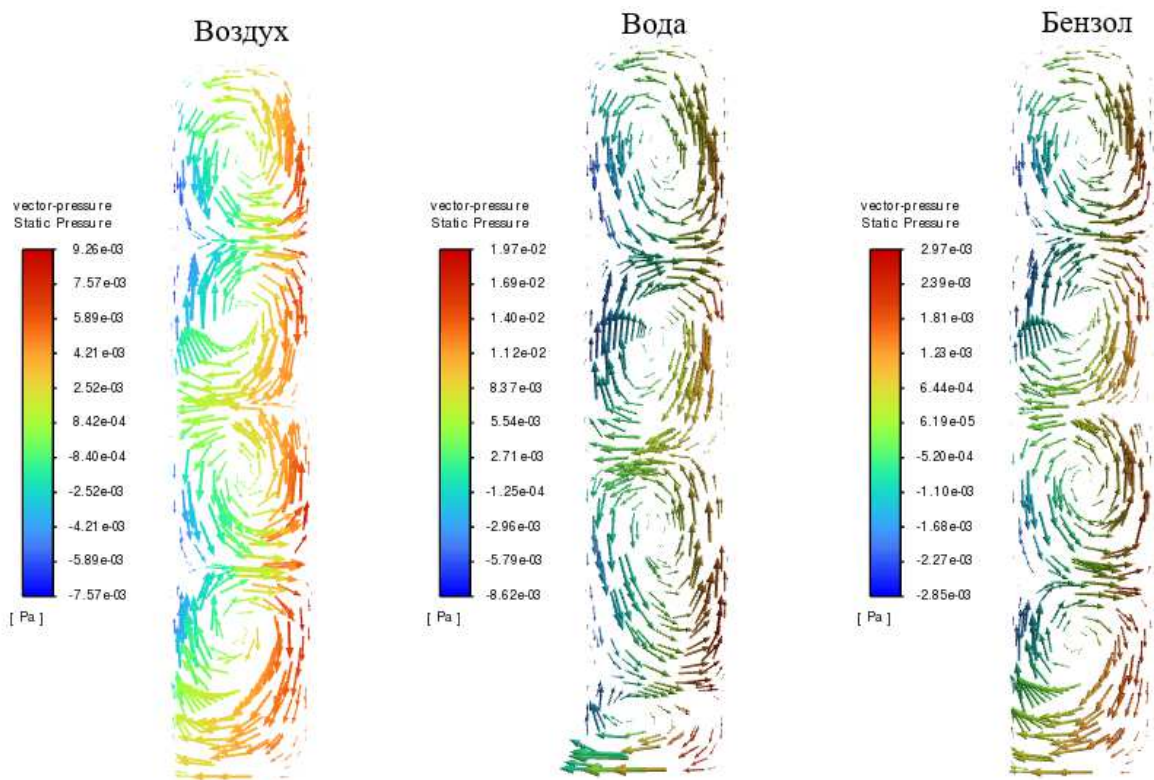 Воздух
Вода
Бензол
vector-pressure
Static Pressure
9.26e-03
7.57e-03
5.89e-03
4.21e-03
2.52e-03
8.42e-04
-8.40e-04
-2.52e-03
-4.21e-03
-5.89e-03
-7.57e-03
[ Pa ]
vector-pressure
Static Pressure
1.97e-02
1.69e-02
1.40e-02
1.12e-02
8.37e-03
5.54e-03
2.71e-03
-1.25e-04
-2.96e-03
-5.79e-03
-8.62e-03
[ Pa ]
vector-pressure
Static Pressure
2.97e-03
2.39e-03
1.81e-03
1.23e-03
6.44e-04
6.19e-05
-5.20e-04
-1.10e-03
-1.68e-03
-2.27e-03
-2.85e-03
[ Pa ]